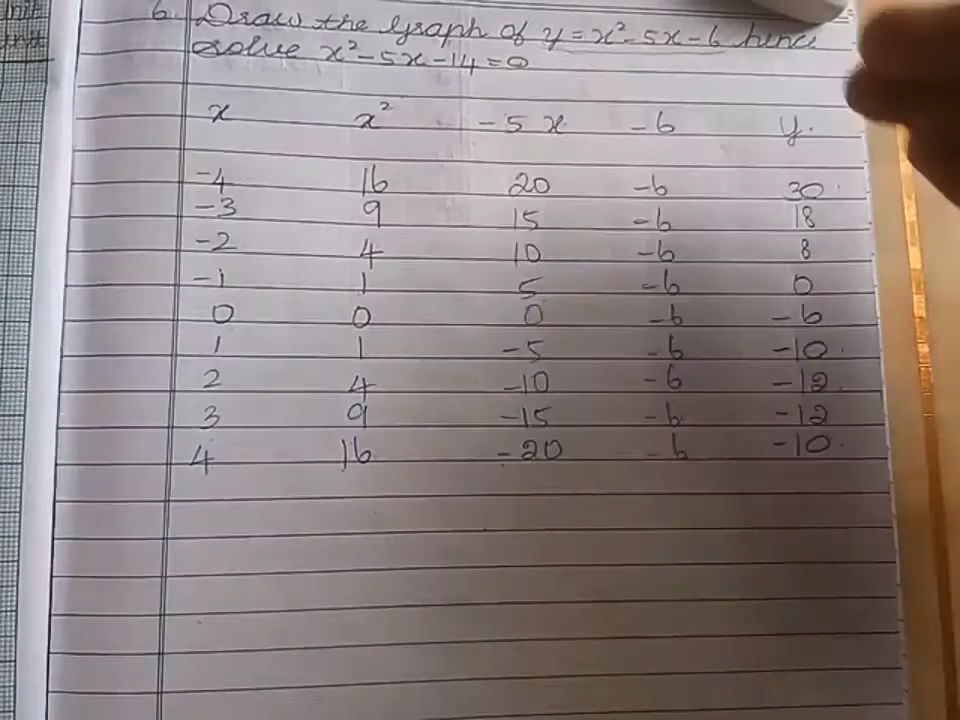 6. Draw the graph of y = x² - 5x - 6 hence
solve x² - 5x - 14 = 0
x x² - 5 x - 6 y.
-4 16 20 -6 30
-3 9 15 -6 18
-2 4 10 -6 8
-1 1 5 -6 0
0 0 0 -6 -6
1 1 -5 -6 -10
2 4 -10 -6 -12
3 9 -15 -6 -12
4 16 -20 -6 -10